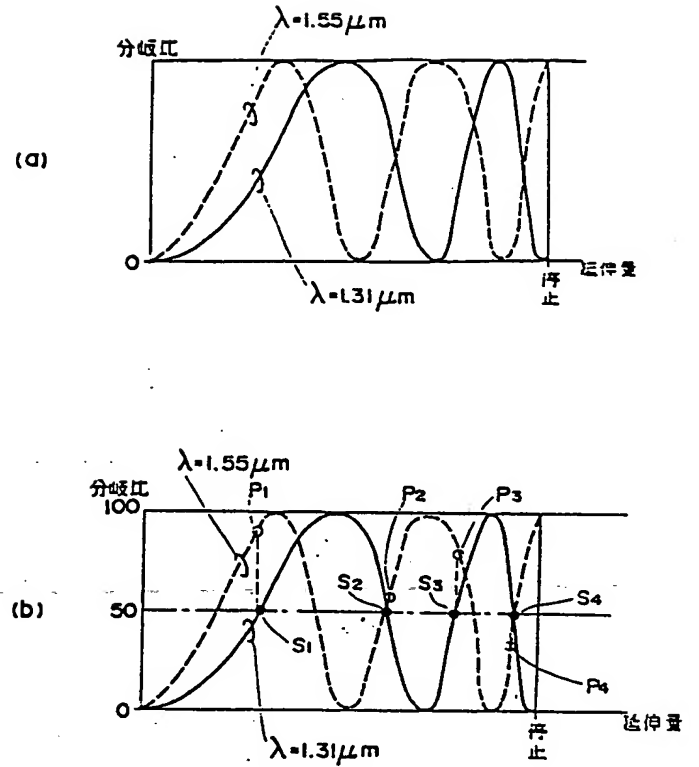 λ=1.55μm
分岐比
(a)
0
λ=1.31μm
停止
延伸量
λ=1.55μm
分岐比
100
P1
P2
P3
(b)
50
S2
S3
S4
S1
P4
0
λ=1.31μm
停止
延伸量